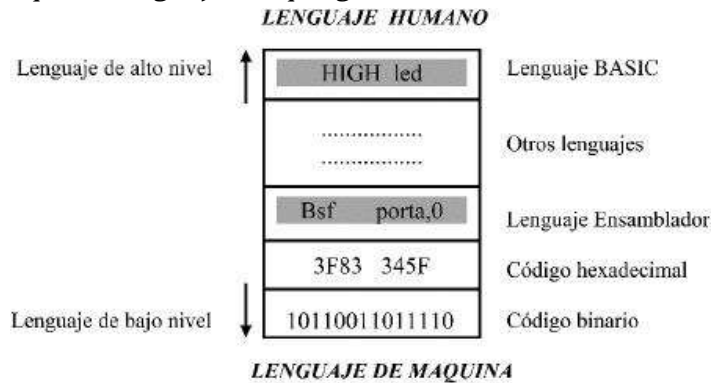 LENGUAJE HUMANO
Lenguaje de alto nivel HIGH led Lenguaje BASIC
.................
................. Otros lenguajes
Bsf porta,0 Lenguaje Ensamblador
3F83 345F Código hexadecimal
Lenguaje de bajo nivel 10110011011110 Código binario
LENGUAJE DE MAQUINA